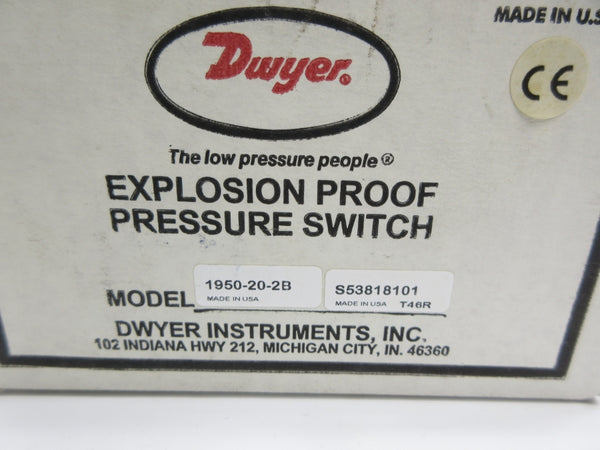 MADE IN U.S
Dwyer®
CE
The low pressure people®
EXPLOSION PROOF
PRESSURE SWITCH
MODEL 1950-20-2B S53818101
MADE IN USA MADE IN USA T46R
DWYER INSTRUMENTS, INC.
102 INDIANA HWY 212, MICHIGAN CITY, IN. 46360